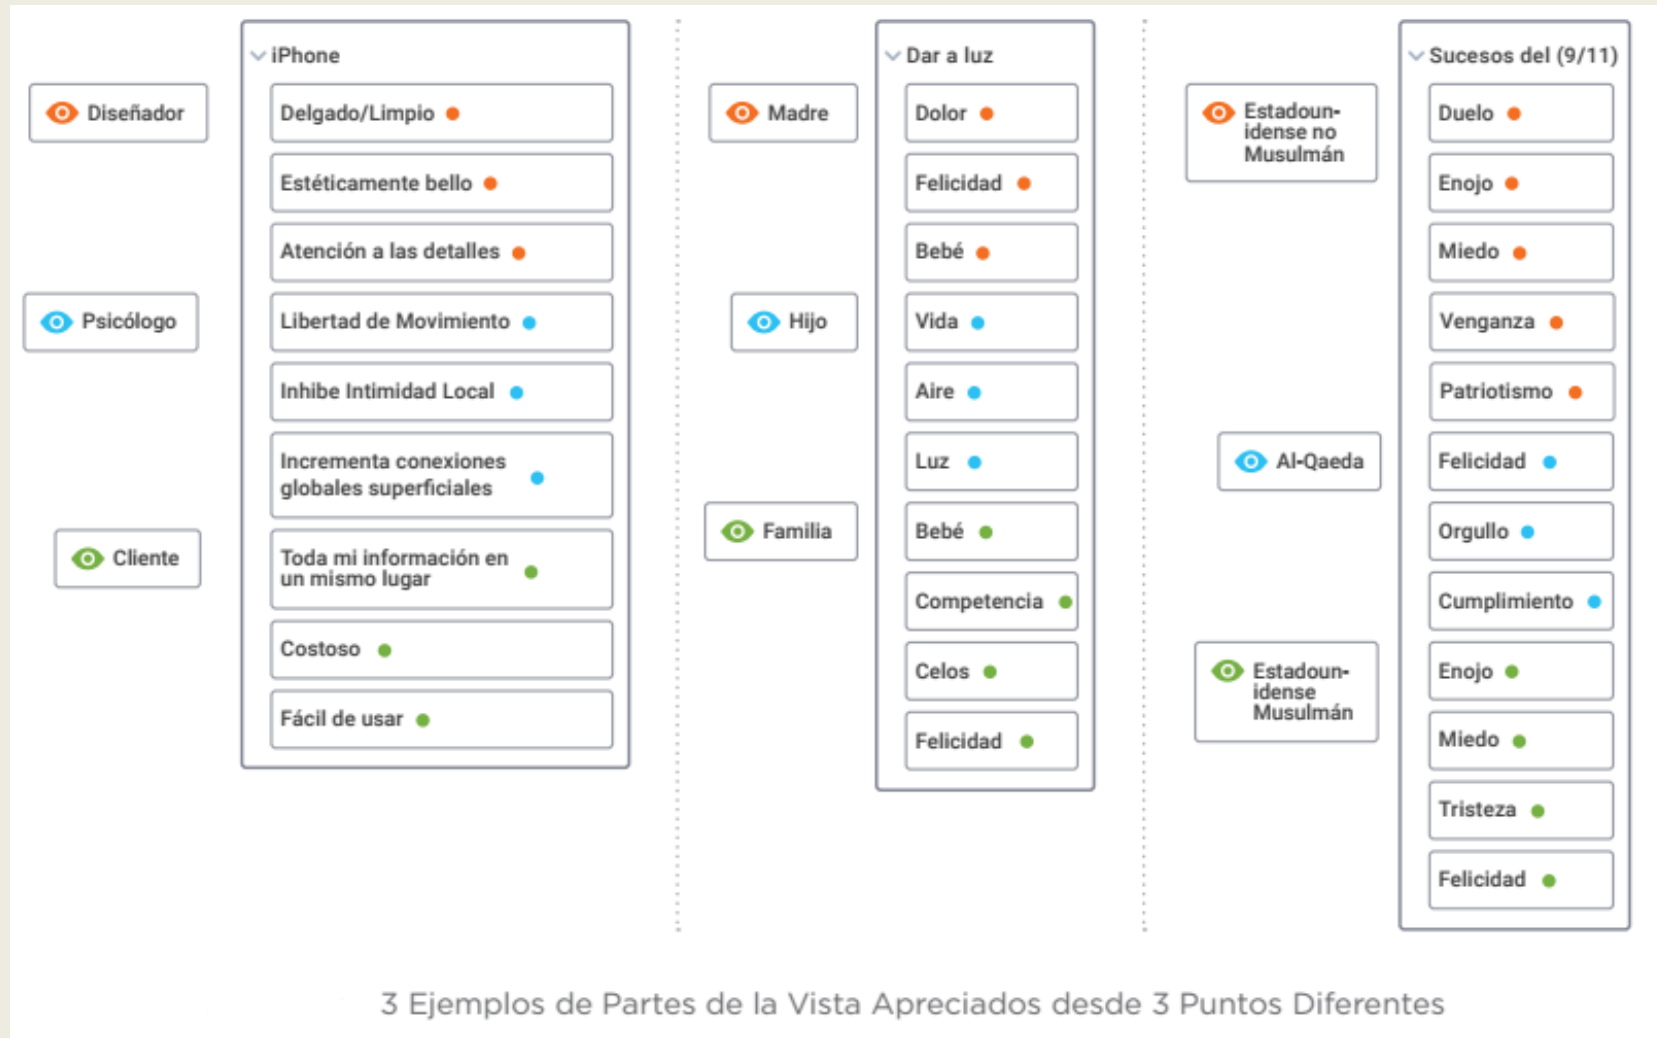 iPhone
Diseñador
Delgado/Limpio
Estéticamente bello
Atención a las detalles
Psicólogo
Libertad de Movimiento
Inhibe Intimidad Local
Incrementa conexiones
globales superficiales
Cliente
Toda mi información en
un mismo lugar
Costoso
Fácil de usar
Dar a luz
Madre
Dolor
Felicidad
Bebé
Hijo
Vida
Aire
Luz
Familia
Bebé
Competencia
Celos
Felicidad
Sucesos del (9/11)
Estadoun-
idense no
Musulmán
Duelo
Enojo
Miedo
Venganza
Patriotismo
Al-Qaeda
Felicidad
Orgullo
Cumplimiento
Estadoun-
idense
Musulmán
Enojo
Miedo
Tristeza
Felicidad
3 Ejemplos de Partes de la Vista Apreciados desde 3 Puntos Diferentes